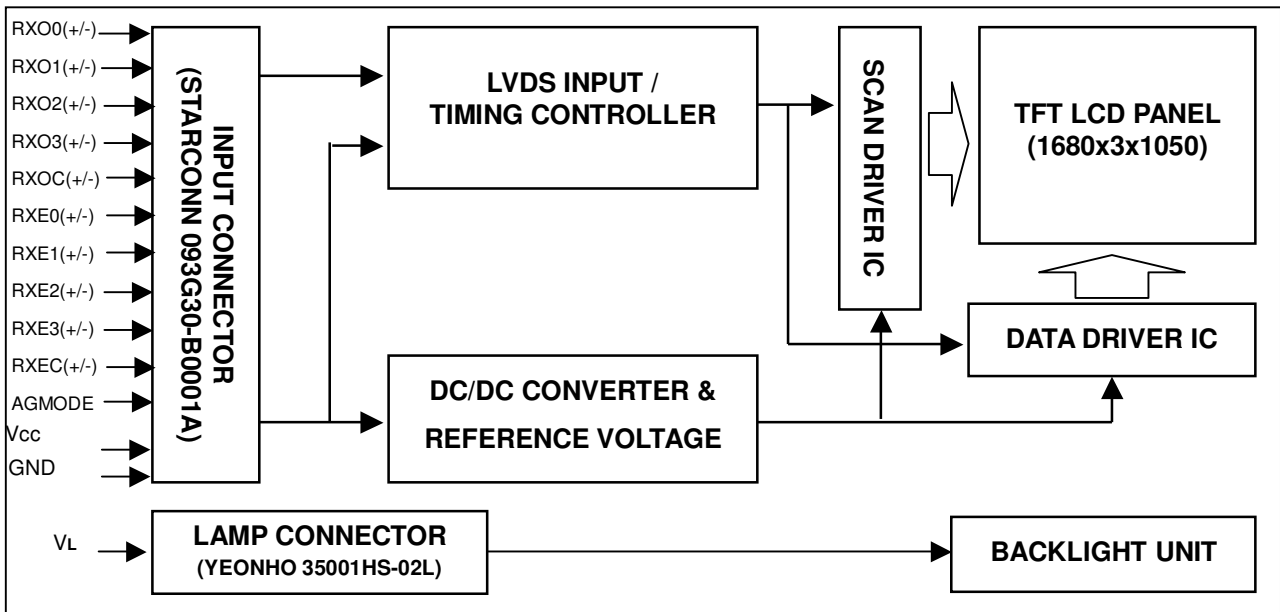 RXO0(+/-)
RXO1(+/-)
RXO2(+/-)
RXO3(+/-)
RXOC(+/-)
RXE0(+/-)
RXE1(+/-)
RXE2(+/-)
RXE3(+/-)
RXEC(+/-)
AGMODE
Vcc
GND
INPUT CONNECTOR
(STARCONN 093G30-B0001A)
LVDS INPUT /
TIMING CONTROLLER
SCAN DRIVER IC
TFT LCD PANEL
(1680x3x1050)
DATA DRIVER IC
DC/DC CONVERTER &
REFERENCE VOLTAGE
VL
LAMP CONNECTOR
(YEONHO 35001HS-02L)
BACKLIGHT UNIT